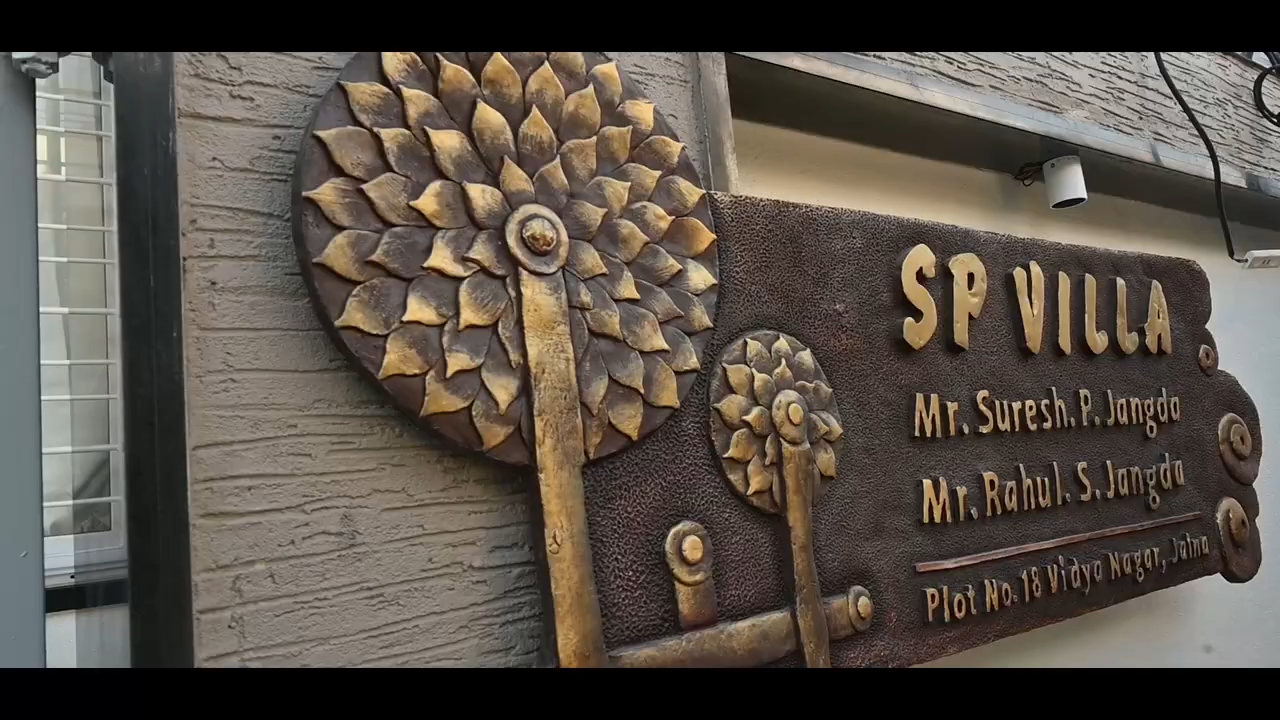 SP VILLA
Mr. Suresh. P. Jangda
Mr. Rahul. S. Jangda
Plot No. 18 Vidya Nagar, Jalna